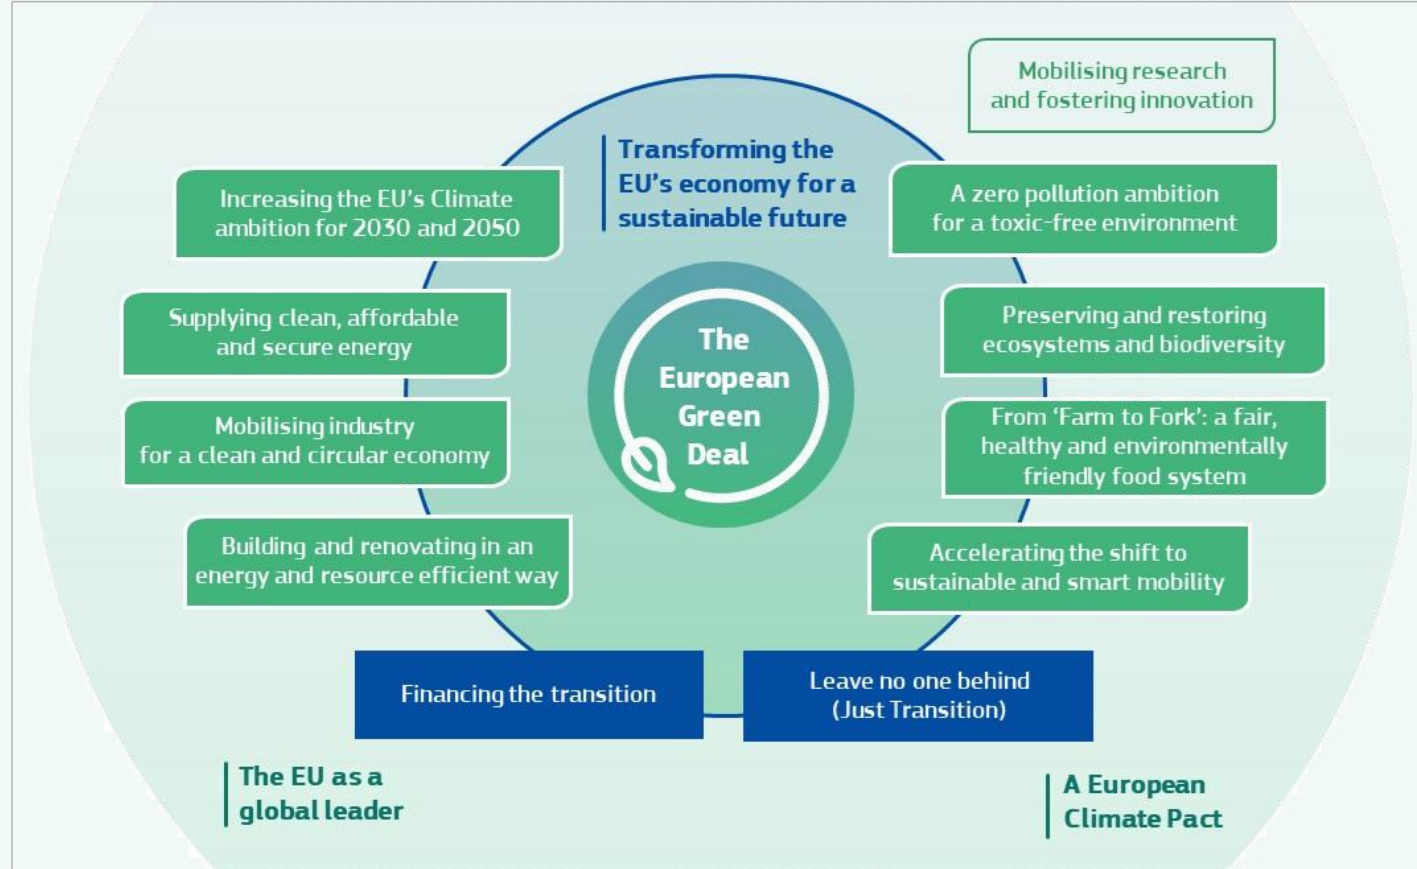 Mobilising research
and fostering innovation
Transforming the
EU's economy for a
sustainable future
Increasing the EU's Climate
ambition for 2030 and 2050
A zero pollution ambition
for a toxic-free environment
Supplying clean, affordable
and secure energy
Preserving and restoring
ecosystems and biodiversity
The
European
Green
Deal
Mobilising industry
for a clean and circular economy
From ‘Farm to Fork’: a fair,
healthy and environmentally
friendly food system
Building and renovating in an
energy and resource efficient way
Accelerating the shift to
sustainable and smart mobility
Financing the transition
Leave no one behind
(Just Transition)
The EU as a
global leader
A European
Climate Pact